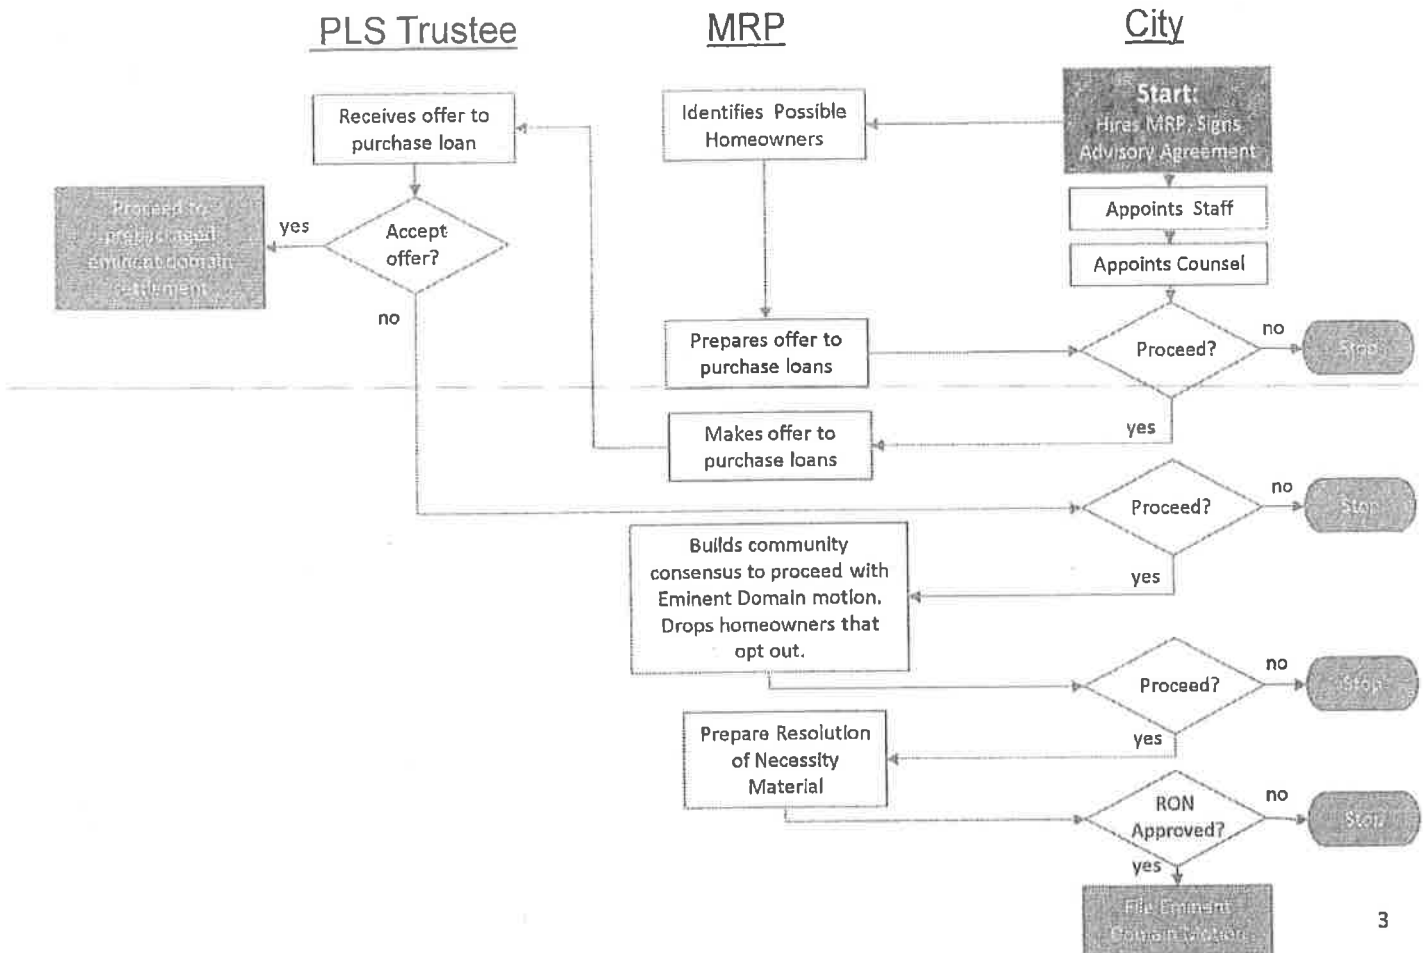 PLS Trustee
MRP
City
Start:
Hires MRP, Signs
Advisory Agreement
Identifies Possible
Homeowners
Receives offer to
purchase loan
Appoints Staff
Appoints Counsel
Proceed to
prepackaged
eminent domain
settlement
yes
Accept
offer?
no
Prepares offer to
purchase loans
Proceed?
no
Stop
yes
Makes offer to
purchase loans
Proceed?
no
Stop
yes
Builds community
consensus to proceed with
Eminent Domain motion.
Drops homeowners that
opt out.
Proceed?
no
Stop
yes
Prepare Resolution
of Necessity
Material
RON
Approved?
no
Stop
yes
File Eminent
Domain Motion
3